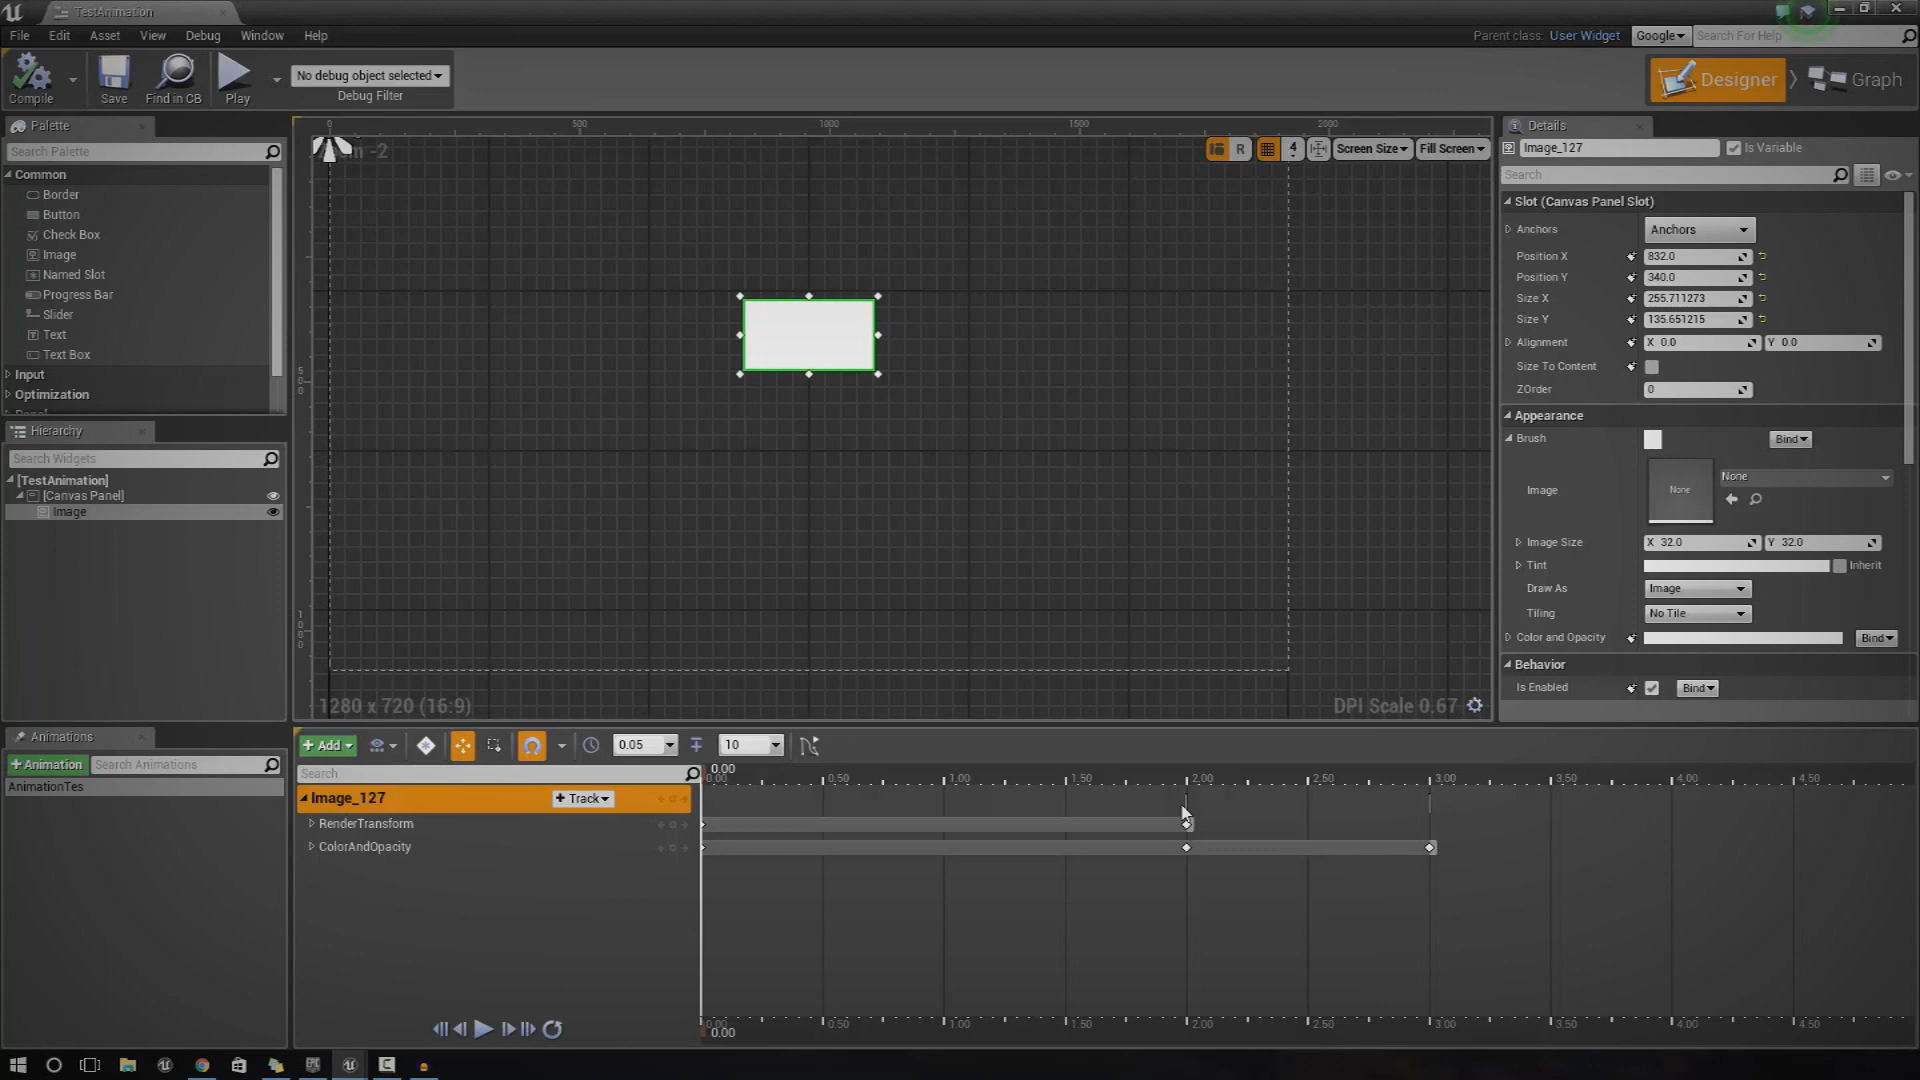 TestAnimation
File Edit Asset View Debug Window Help
Parent class: User Widget Google Search For Help
Compile Save Find in CB Play
No debug object selected
Debug Filter
Designer Graph
Palette
Search Palette
Common
Border
Button
Check Box
Image
Named Slot
Progress Bar
Slider
Text
Text Box
Input
Optimization
Hierarchy
Search Widgets
[TestAnimation]
[Canvas Panel]
Image
0 500 1000 1500 2000
-2
R 4 Screen Size Fill Screen
500
1000
1280 x 720 (16:9)
DPI Scale 0.67
Details
Image_127 Is Variable
Search
Slot (Canvas Panel Slot)
Anchors Anchors
Position X 832.0
Position Y 340.0
Size X 255.711273
Size Y 135.651215
Alignment X 0.0 Y 0.0
Size To Content
ZOrder 0
Appearance
Brush Bind
Image None None
Image Size X 32.0 Y 32.0
Tint Inherit
Draw As Image
Tiling No Tile
Color and Opacity Bind
Behavior
Is Enabled Bind
Animations
+Animation Search Animations
AnimationTes
+Add 0.05 10
Search
0.00
0.00 0.50 1.00 1.50 2.00 2.50 3.00 3.50 4.00 4.50
Image_127 +Track
RenderTransform
ColorAndOpacity
0.00 0.50 1.00 1.50 2.00 2.50 3.00 3.50 4.00 4.50
0.00